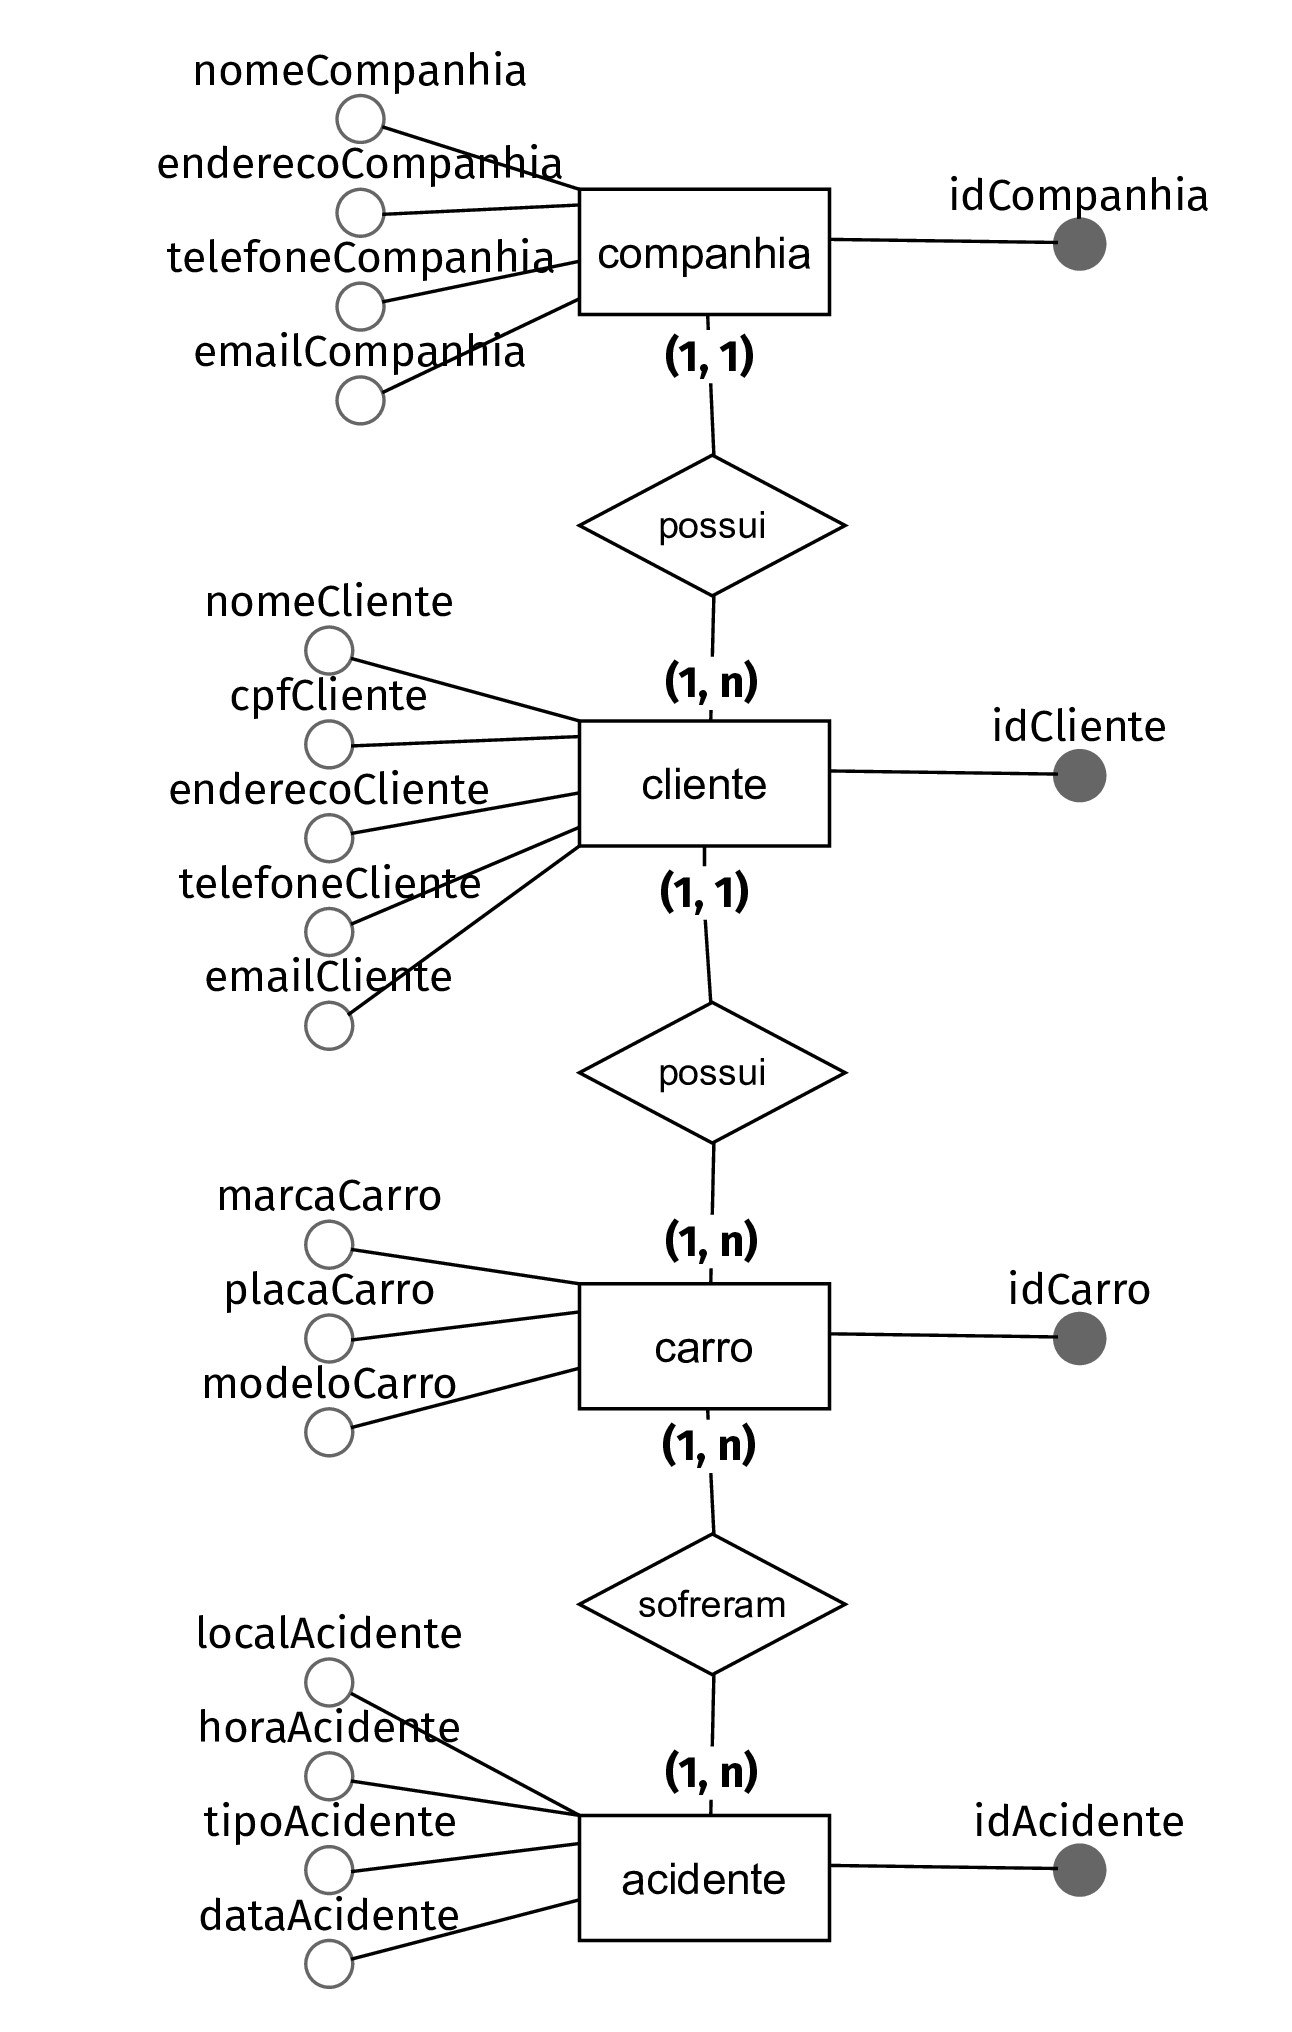 nomeCompanhia
enderecoCompanhia
telefoneCompanhia
emailCompanhia
companhia
idCompanhia
(1, 1)
possui
(1, n)
nomeCliente
cpfCliente
enderecoCliente
telefoneCliente
emailCliente
cliente
idCliente
(1, 1)
possui
(1, n)
marcaCarro
placaCarro
modeloCarro
carro
idCarro
(1, n)
sofreram
(1, n)
localAcidente
horaAcidente
tipoAcidente
dataAcidente
acidente
idAcidente